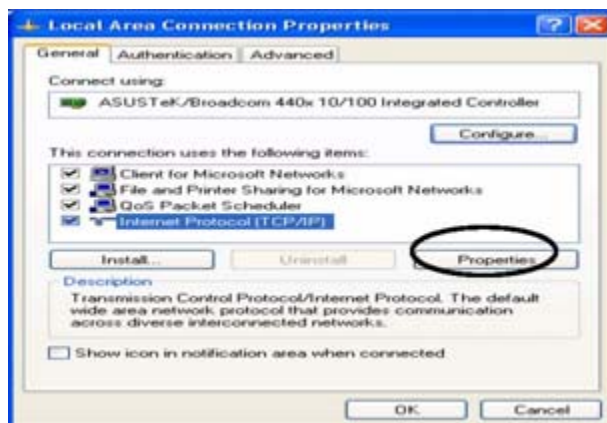 Local Area Connection Properties
General Authentication Advanced
Connect using:
ASUSTeK/Broadcom 440x 10/100 Integrated Controller
Configure...
This connection uses the following items:
Client for Microsoft Networks
File and Printer Sharing for Microsoft Networks
QoS Packet Scheduler
Internet Protocol (TCP/IP)
Install... Uninstall Properties
Description
Transmission Control Protocol/Internet Protocol. The default
wide area network protocol that provides communication
across diverse interconnected networks.
Show icon in notification area when connected
OK Cancel